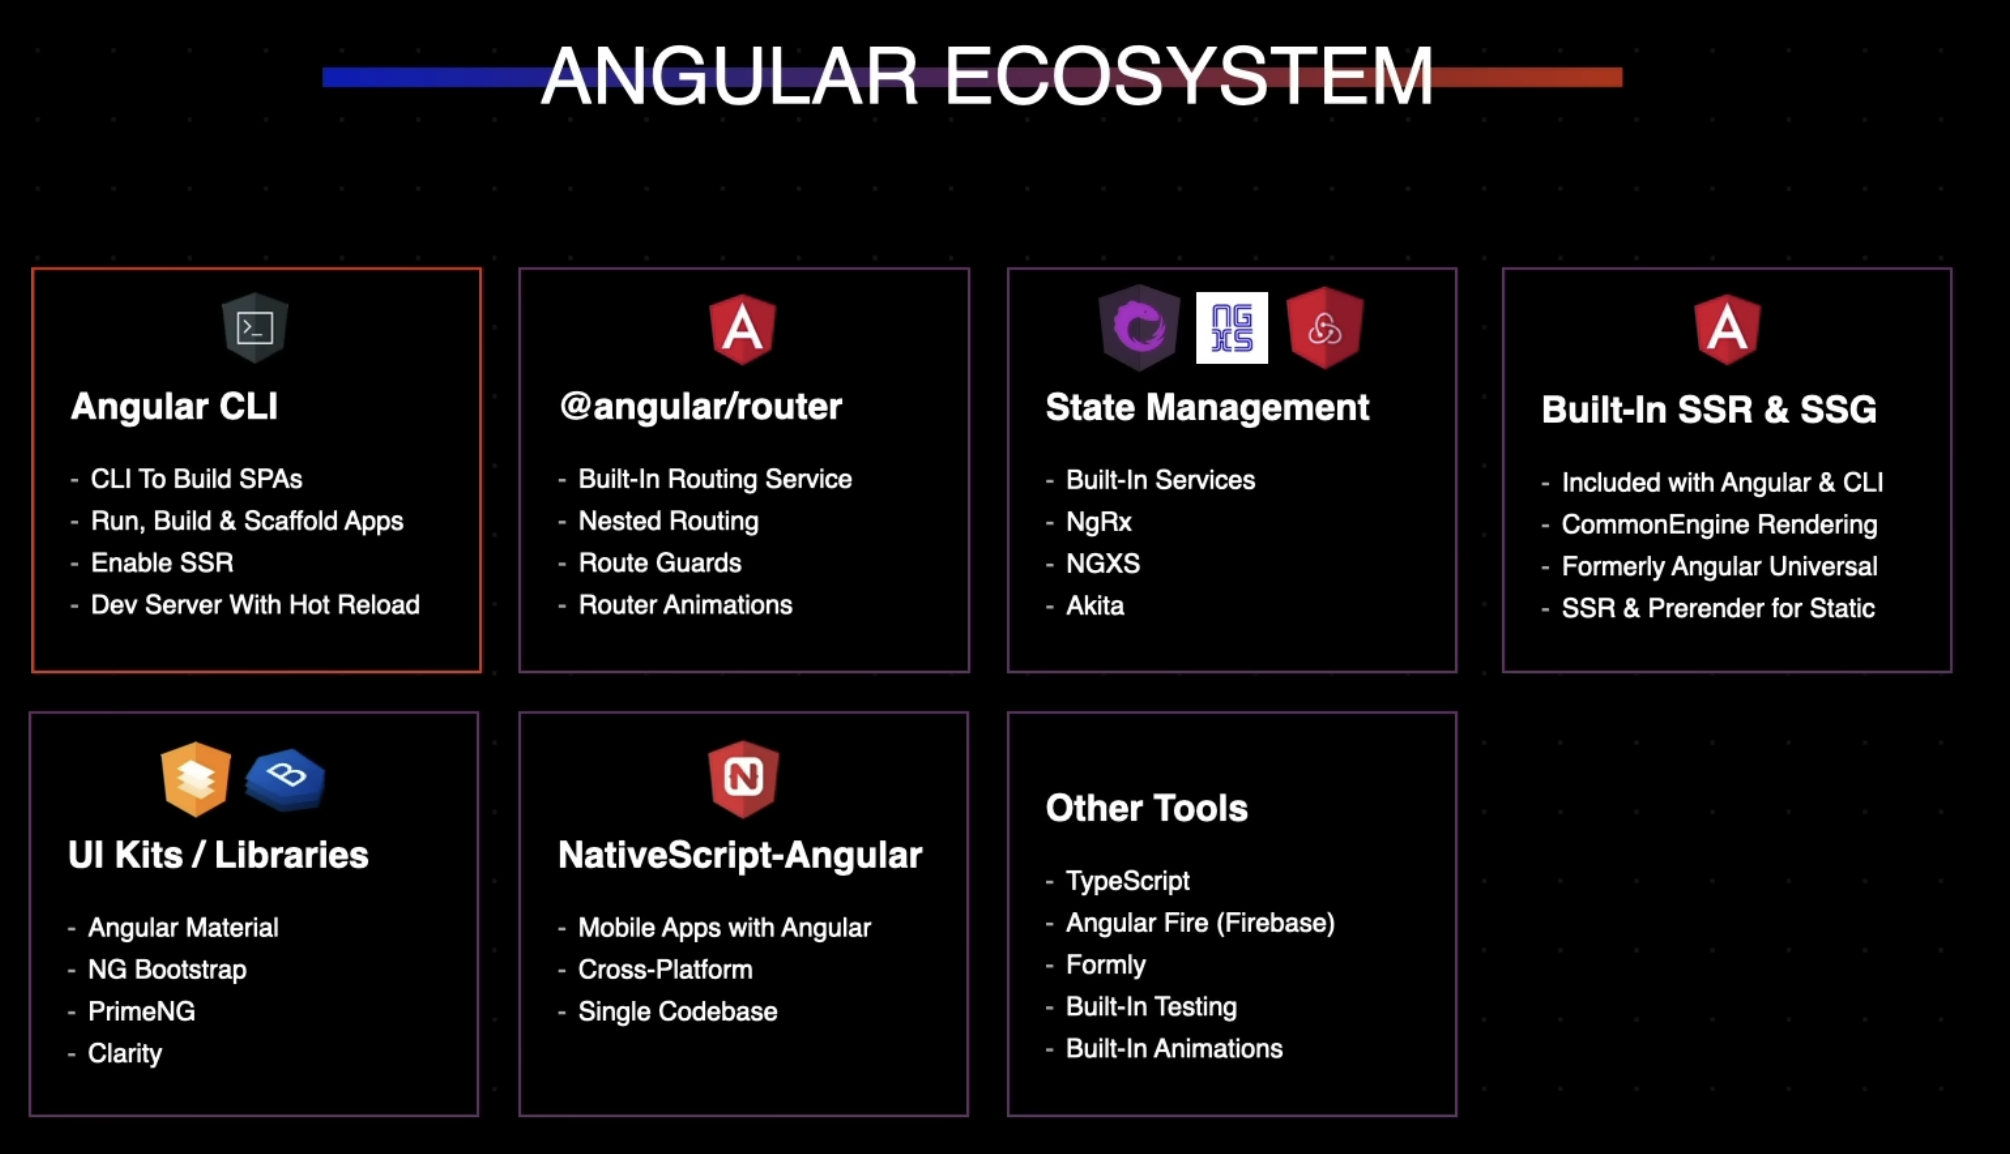 ANGULAR ECOSYSTEM
>_
Angular CLI
- CLI To Build SPAs
- Run, Build & Scaffold Apps
- Enable SSR
- Dev Server With Hot Reload
A
@angular/router
- Built-In Routing Service
- Nested Routing
- Route Guards
- Router Animations
NG
XS
State Management
- Built-In Services
- NgRx
- NGXS
- Akita
A
Built-In SSR & SSG
- Included with Angular & CLI
- CommonEngine Rendering
- Formerly Angular Universal
- SSR & Prerender for Static
B
UI Kits / Libraries
- Angular Material
- NG Bootstrap
- PrimeNG
- Clarity
N
NativeScript-Angular
- Mobile Apps with Angular
- Cross-Platform
- Single Codebase
Other Tools
- TypeScript
- Angular Fire (Firebase)
- Formly
- Built-In Testing
- Built-In Animations